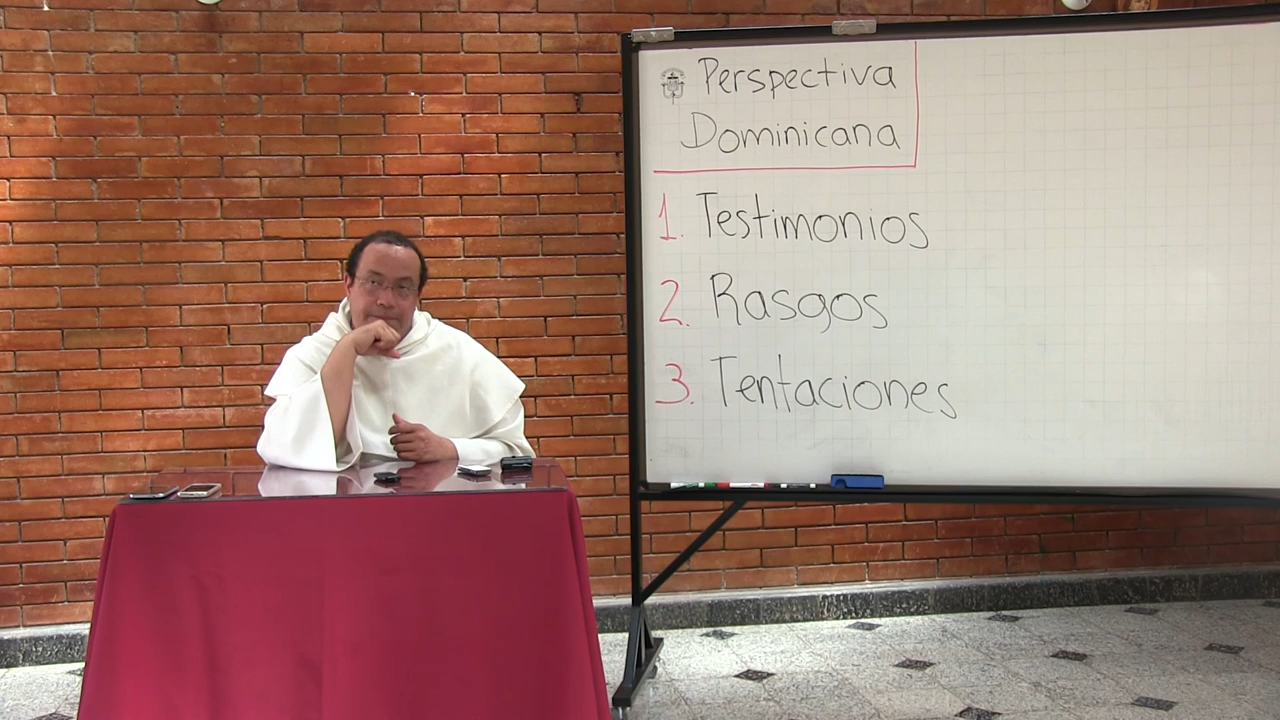 Perspectiva
Dominicana
1. Testimonios
2. Rasgos
3. Tentaciones